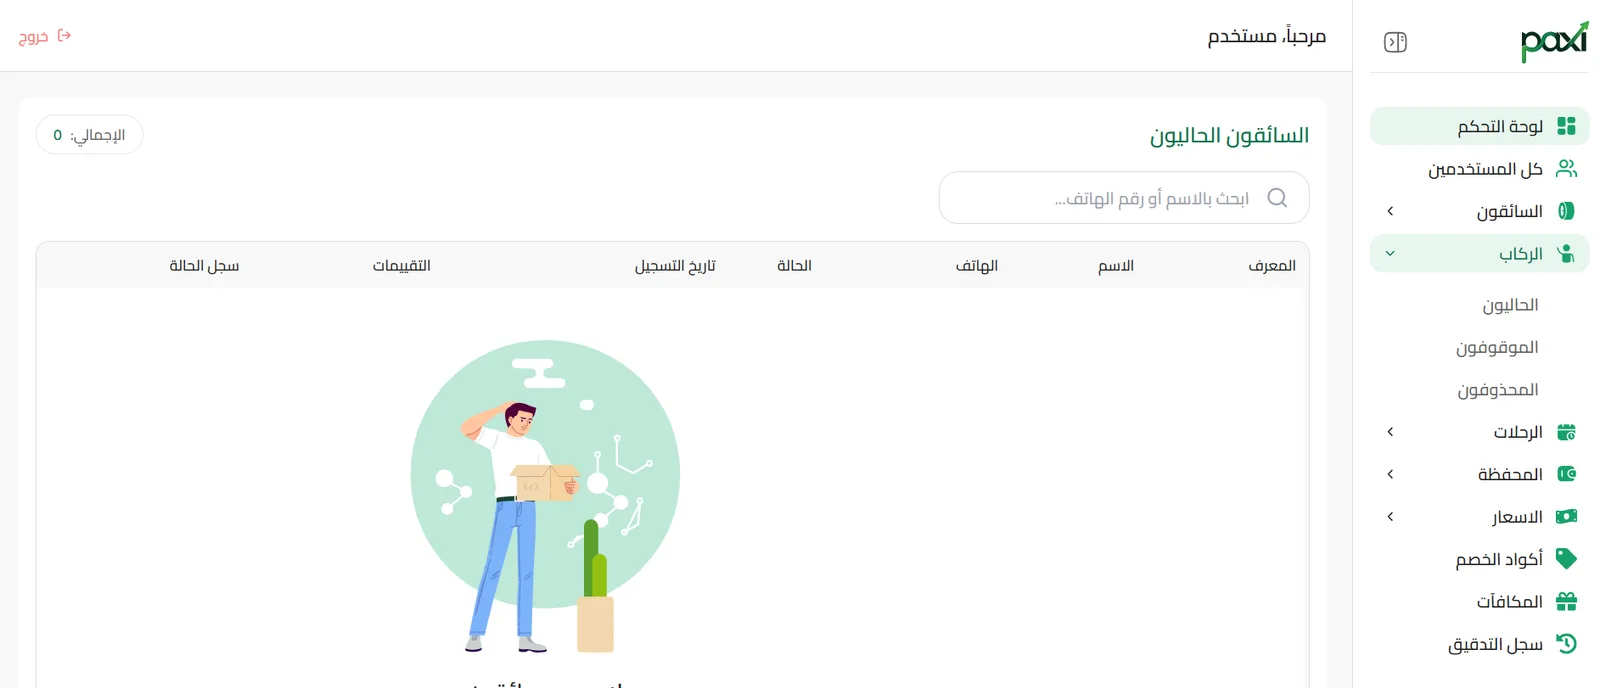 paxi
لوحة التحكم
كل المستخدمين
السائقون
الركاب
الحاليون
الموقوفون
المحذوفون
الرحلات
المحفظة
الاسعار
أكواد الخصم
المكافآت
سجل التدقيق
مرحباً، مستخدم
خروج
السائقون الحاليون
الإجمالي: 0
ابحث بالاسم أو رقم الهاتف...
المعرف الاسم الهاتف الحالة تاريخ التسجيل التقييمات سجل الحالة